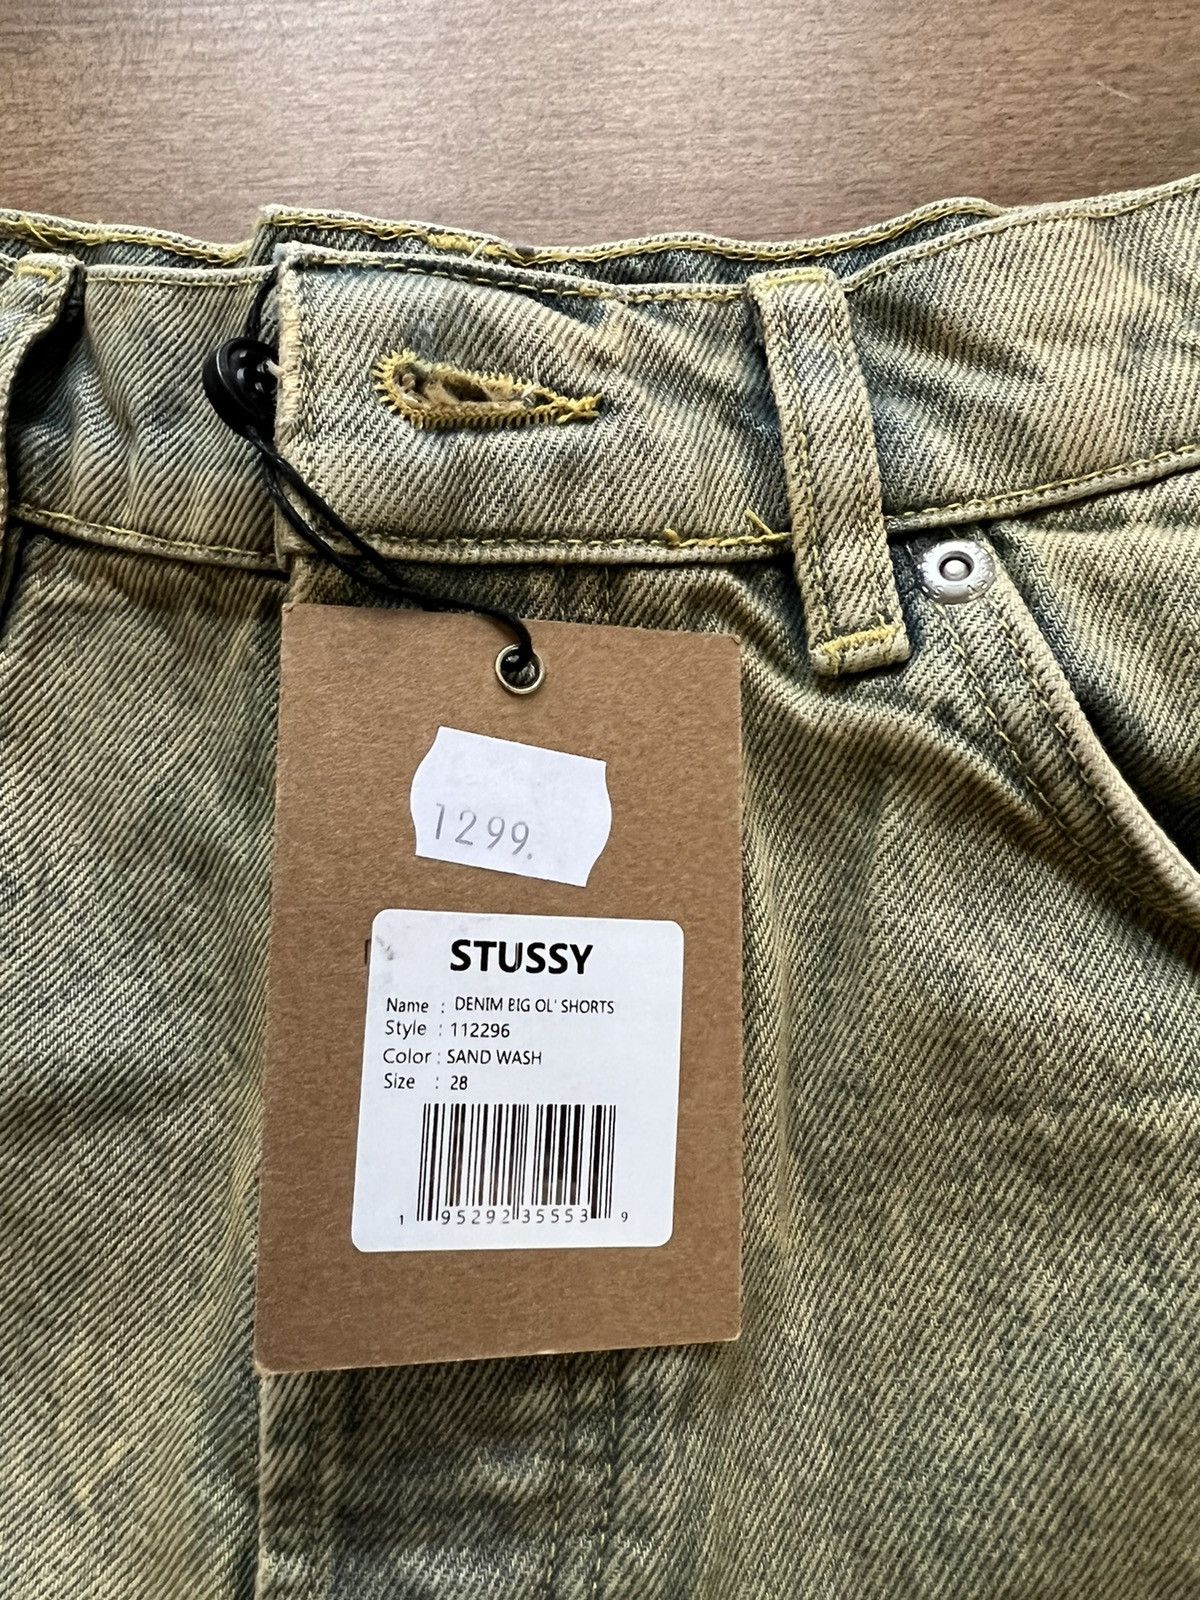 1299.
STUSSY
Name : DENIM BIG OL' SHORTS
Style : 112296
Color : SAND WASH
Size : 28
1 95292 35553 9